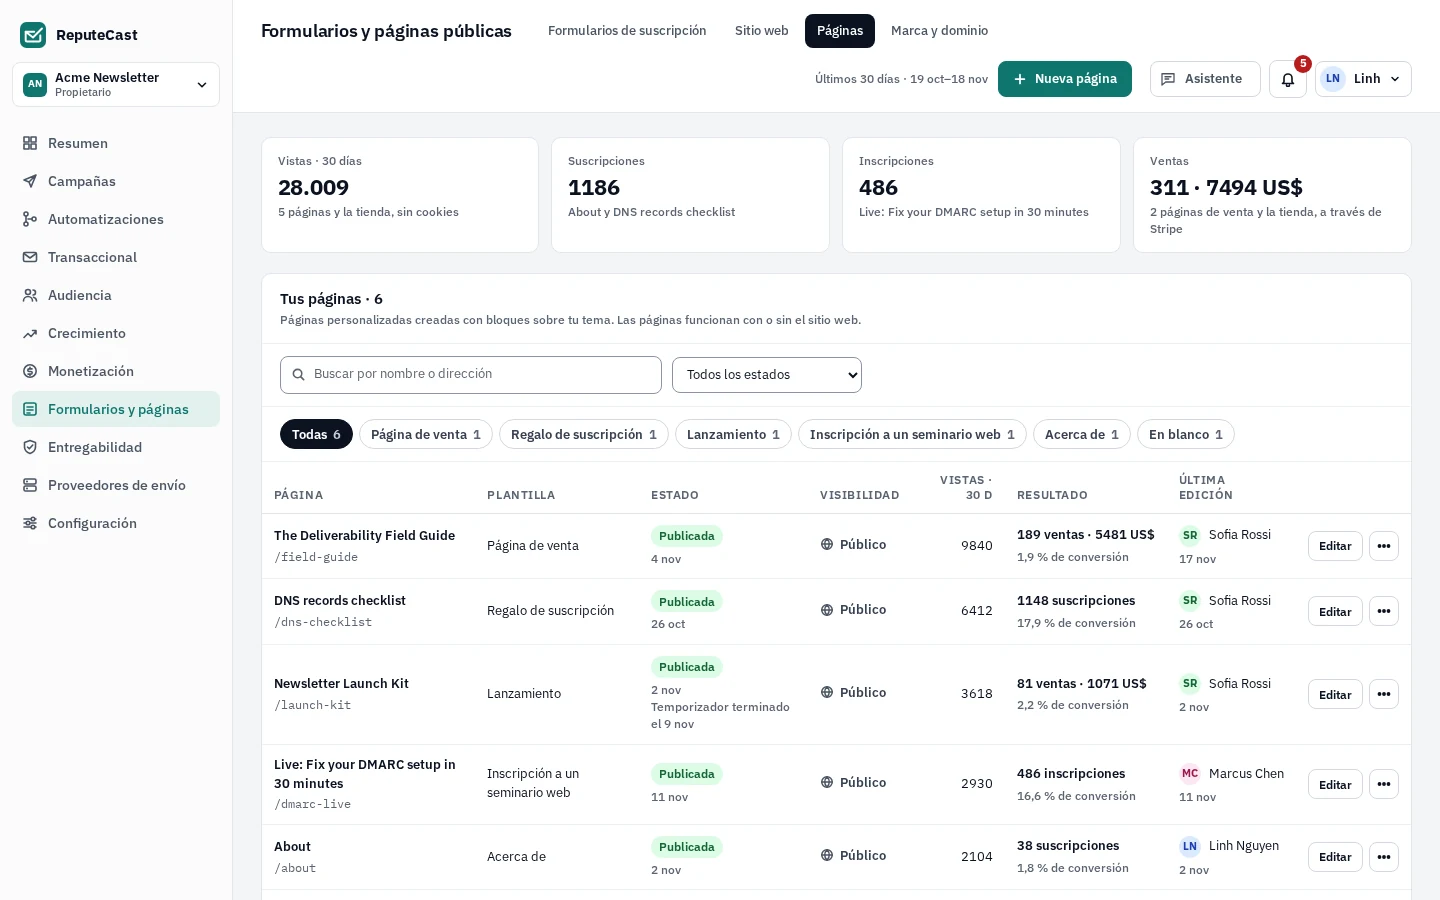 ReputeCast
AN
Acme Newsletter
Propietario
Resumen
Campañas
Automatizaciones
Transaccional
Audiencia
Crecimiento
Monetización
Formularios y páginas
Entregabilidad
Proveedores de envío
Configuración
Formularios y páginas públicas
Formularios de suscripción
Sitio web
Páginas
Marca y dominio
Últimos 30 días · 19 oct–18 nov
Nueva página
Asistente
5
LN
Linh
Vistas · 30 días
28.009
5 páginas y la tienda, sin cookies
Suscripciones
1186
About y DNS records checklist
Inscripciones
486
Live: Fix your DMARC setup in 30 minutes
Ventas
311 · 7494 US$
2 páginas de venta y la tienda, a través de
Stripe
Tus páginas · 6
Páginas personalizadas creadas con bloques sobre tu tema. Las páginas funcionan con o sin el sitio web.
Buscar por nombre o dirección
Todos los estados
Todas 6
Página de venta 1
Regalo de suscripción 1
Lanzamiento 1
Inscripción a un seminario web 1
Acerca de 1
En blanco 1
PÁGINA
PLANTILLA
ESTADO
VISIBILIDAD
VISTAS ·
30 D
RESULTADO
ÚLTIMA
EDICIÓN
The Deliverability Field Guide
/field-guide
Página de venta
Publicada
4 nov
Público
9840
189 ventas · 5481 US$
1,9 % de conversión
SR
Sofia Rossi
17 nov
Editar
DNS records checklist
/dns-checklist
Regalo de suscripción
Publicada
26 oct
Público
6412
1148 suscripciones
17,9 % de conversión
SR
Sofia Rossi
26 oct
Editar
Newsletter Launch Kit
/launch-kit
Lanzamiento
Publicada
2 nov
Temporizador terminado
el 9 nov
Público
3618
81 ventas · 1071 US$
2,2 % de conversión
SR
Sofia Rossi
2 nov
Editar
Live: Fix your DMARC setup in
30 minutes
/dmarc-live
Inscripción a un
seminario web
Publicada
11 nov
Público
2930
486 inscripciones
16,6 % de conversión
MC
Marcus Chen
11 nov
Editar
About
/about
Acerca de
Publicada
2 nov
Público
2104
38 suscripciones
1,8 % de conversión
LN
Linh Nguyen
2 nov
Editar